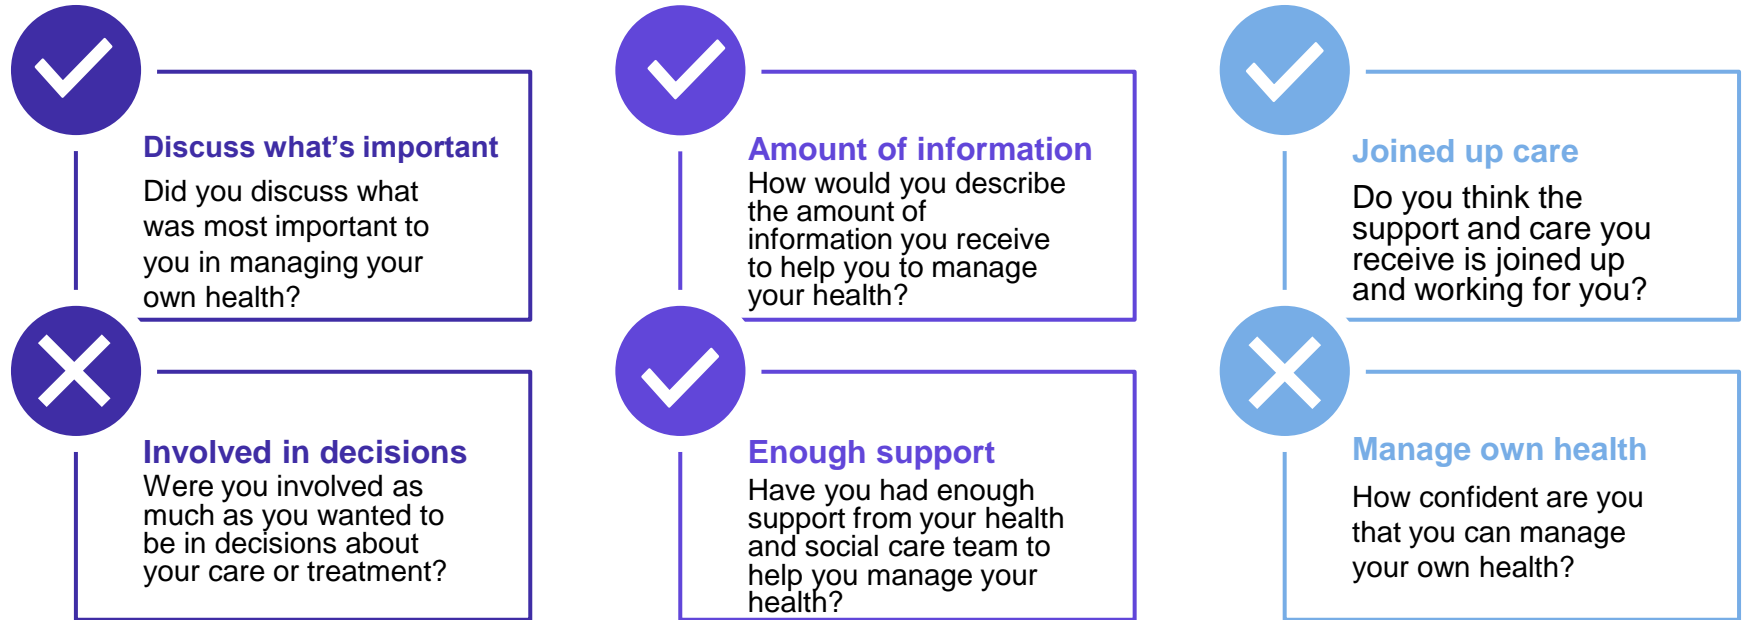 Discuss what’s important
Did you discuss what
was most important to
you in managing your
own health?
Involved in decisions
Were you involved as
much as you wanted to
be in decisions about
your care or treatment?
Amount of information
How would you describe
the amount of
information you receive
to help you to manage
your health?
Enough support
Have you had enough
support from your health
and social care team to
help you manage your
health?
Joined up care
Do you think the
support and care you
receive is joined up
and working for you?
Manage own health
How confident are you
that you can manage
your own health?